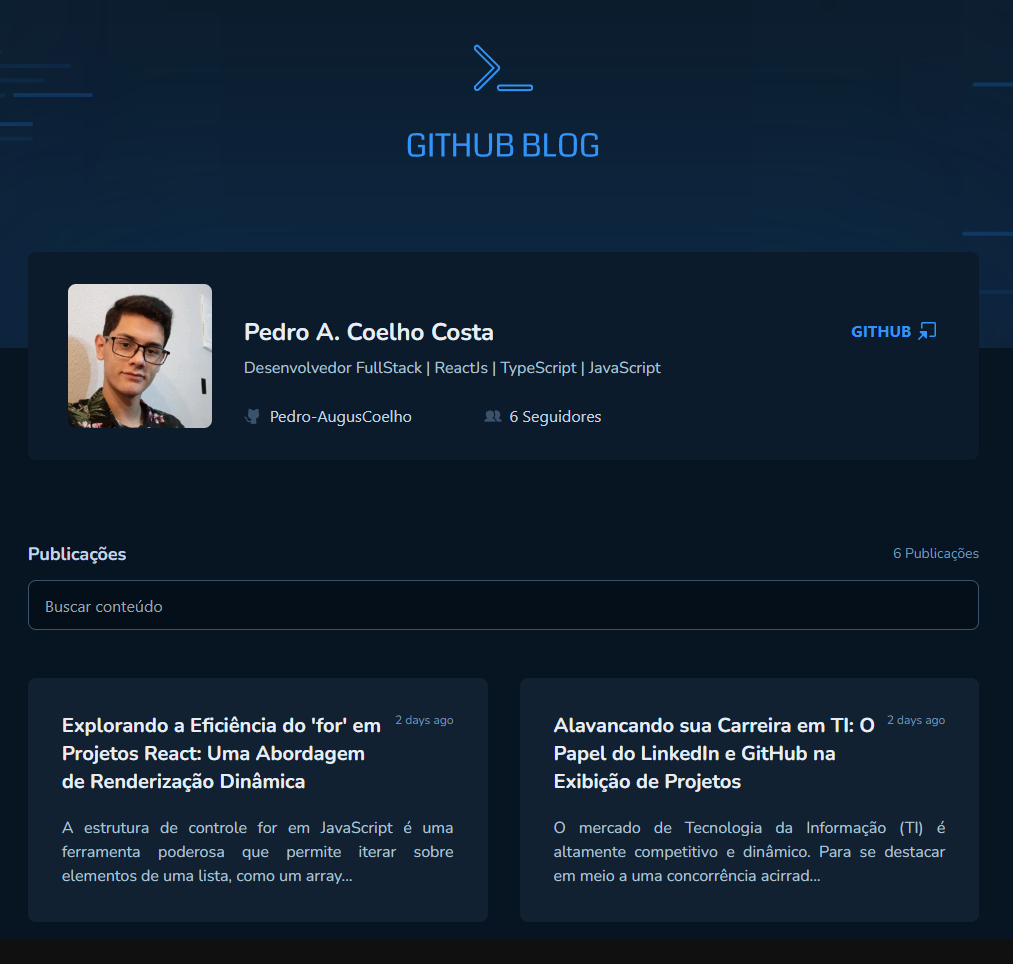 GITHUB BLOG
Pedro A. Coelho Costa
GITHUB
Desenvolvedor FullStack | ReactJs | TypeScript | JavaScript
Pedro-AugusCoelho
6 Seguidores
Publicações
6 Publicações
Buscar conteúdo
Explorando a Eficiência do 'for' em
2 days ago
Projetos React: Uma Abordagem
de Renderização Dinâmica
A estrutura de controle for em JavaScript é uma
ferramenta poderosa que permite iterar sobre
elementos de uma lista, como um array...
Alavancando sua Carreira em TI: O
2 days ago
Papel do LinkedIn e GitHub na
Exibição de Projetos
O mercado de Tecnologia da Informação (TI) é
altamente competitivo e dinâmico. Para se destacar
em meio a uma concorrência acirrad...